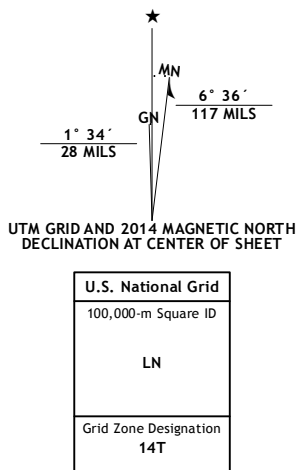 ★
MN
GN
6° 36´
117 MILS
1° 34´
28 MILS
UTM GRID AND 2014 MAGNETIC NORTH
DECLINATION AT CENTER OF SHEET
U.S. National Grid
100,000-m Square ID
LN
Grid Zone Designation
14T